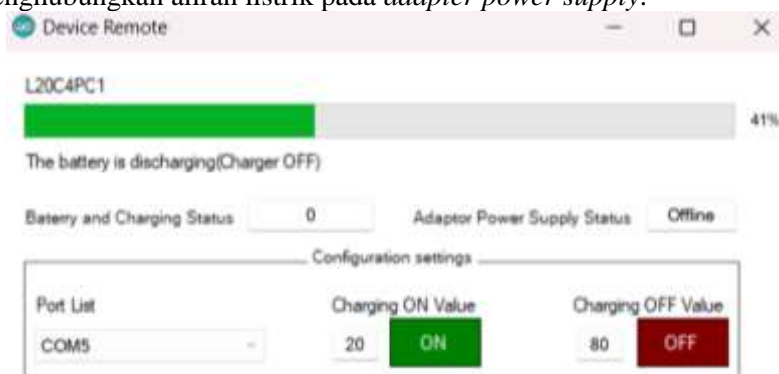 nghubungkan aliran listrik pada adapter power supply.
Device Remote
L20C4PC1
41%
The battery is discharging(Charger OFF)
Baterry and Charging Status 0 Adaptor Power Supply Status Offline
Configuration settings
Port List Charging ON Value Charging OFF Value
COM5 20 ON 80 OFF